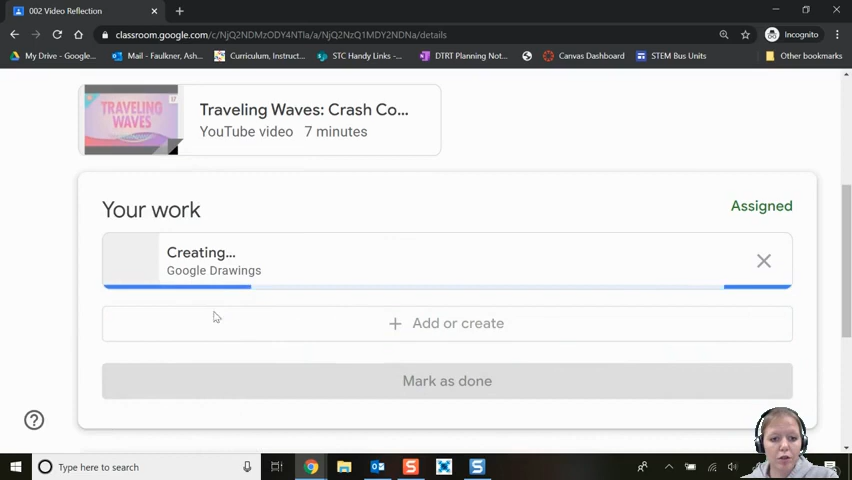 002 Video Reflection
classroom.google.com/c/NjQ2NDMzODY4NTIa/a/NjQ2NzQ1MDY2NDNa/details
Incognito
My Drive - Google...
Mail - Faulkner, Ash...
Curriculum, Instruct...
STC Handy Links -...
DTRT Planning Not...
Canvas Dashboard
STEM Bus Units
Other bookmarks
TRAVELING
WAVES
Traveling Waves: Crash Co...
YouTube video 7 minutes
Your work
Assigned
Creating...
Google Drawings
+ Add or create
Mark as done
Type here to search